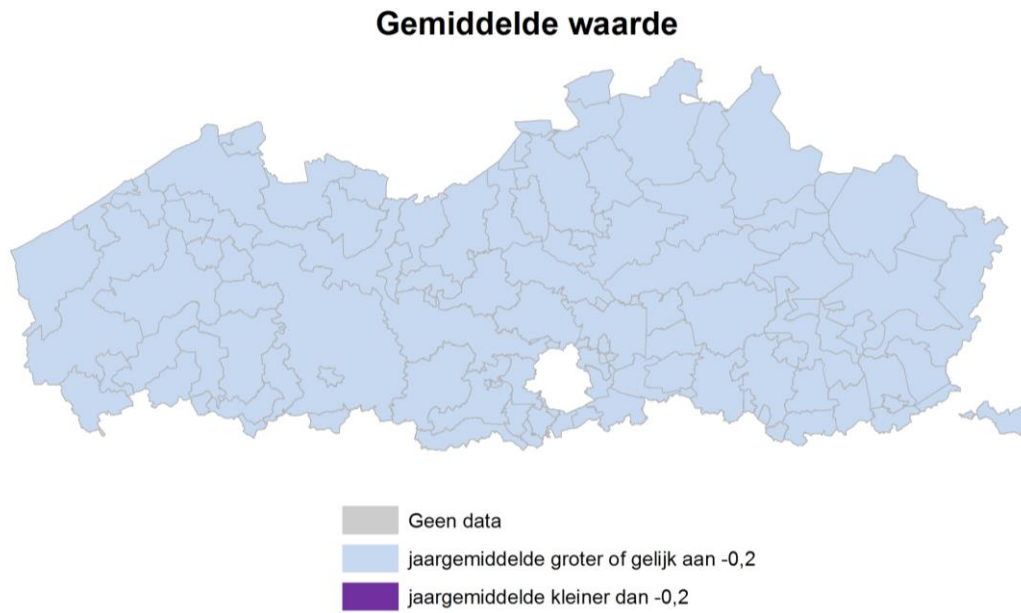 Gemiddelde waarde
Geen data
jaargemiddelde groter of gelijk aan -0,2
jaargemiddelde kleiner dan -0,2